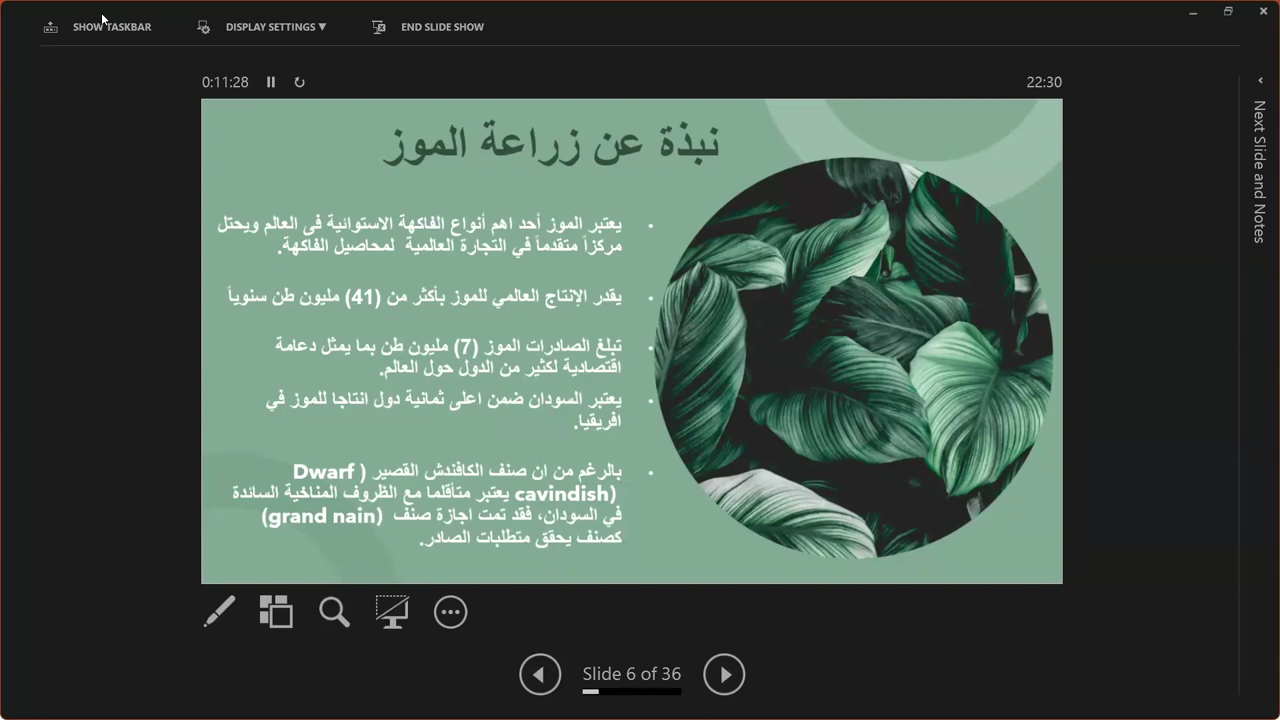 SHOW TASKBAR
DISPLAY SETTINGS ▼
END SLIDE SHOW
0:11:28
22:30
Next Slide and Notes
نبذة عن زراعة الموز
• يعتبر الموز أحد اهم أنواع الفاكهة الاستوائية فى العالم ويحتل
مركزاً متقدماً في التجارة العالمية لمحاصيل الفاكهة.
• يقدر الإنتاج العالمي للموز بأكثر من (41) مليون طن سنوياً
• تبلغ الصادرات الموز (7) مليون طن بما يمثل دعامة
اقتصادية لكثير من الدول حول العالم.
• يعتبر السودان ضمن اعلى ثمانية دول انتاجا للموز في
افريقيا.
• بالرغم من ان صنف الكافندش القصير ( Dwarf
cavindish) يعتبر متأقلما مع الظروف المناخية السائدة
في السودان، فقد تمت اجازة صنف (grand nain)
كصنف يحقق متطلبات الصادر.
Slide 6 of 36